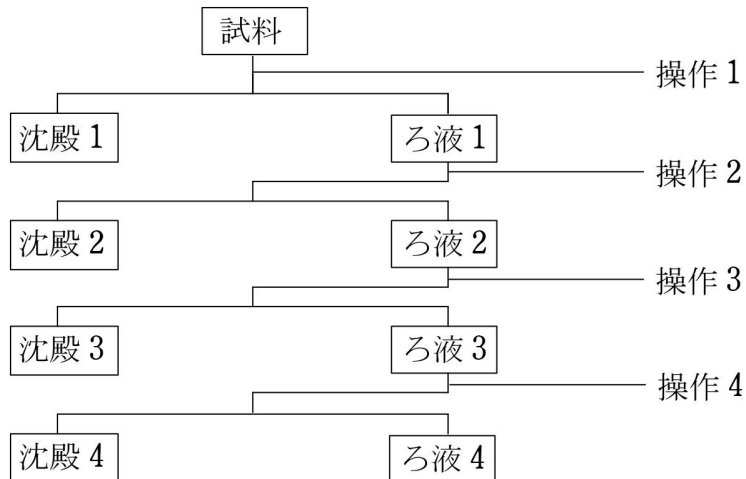 試料
操作 1
沈殿 1
ろ液 1
操作 2
沈殿 2
ろ液 2
操作 3
沈殿 3
ろ液 3
操作 4
沈殿 4
ろ液 4